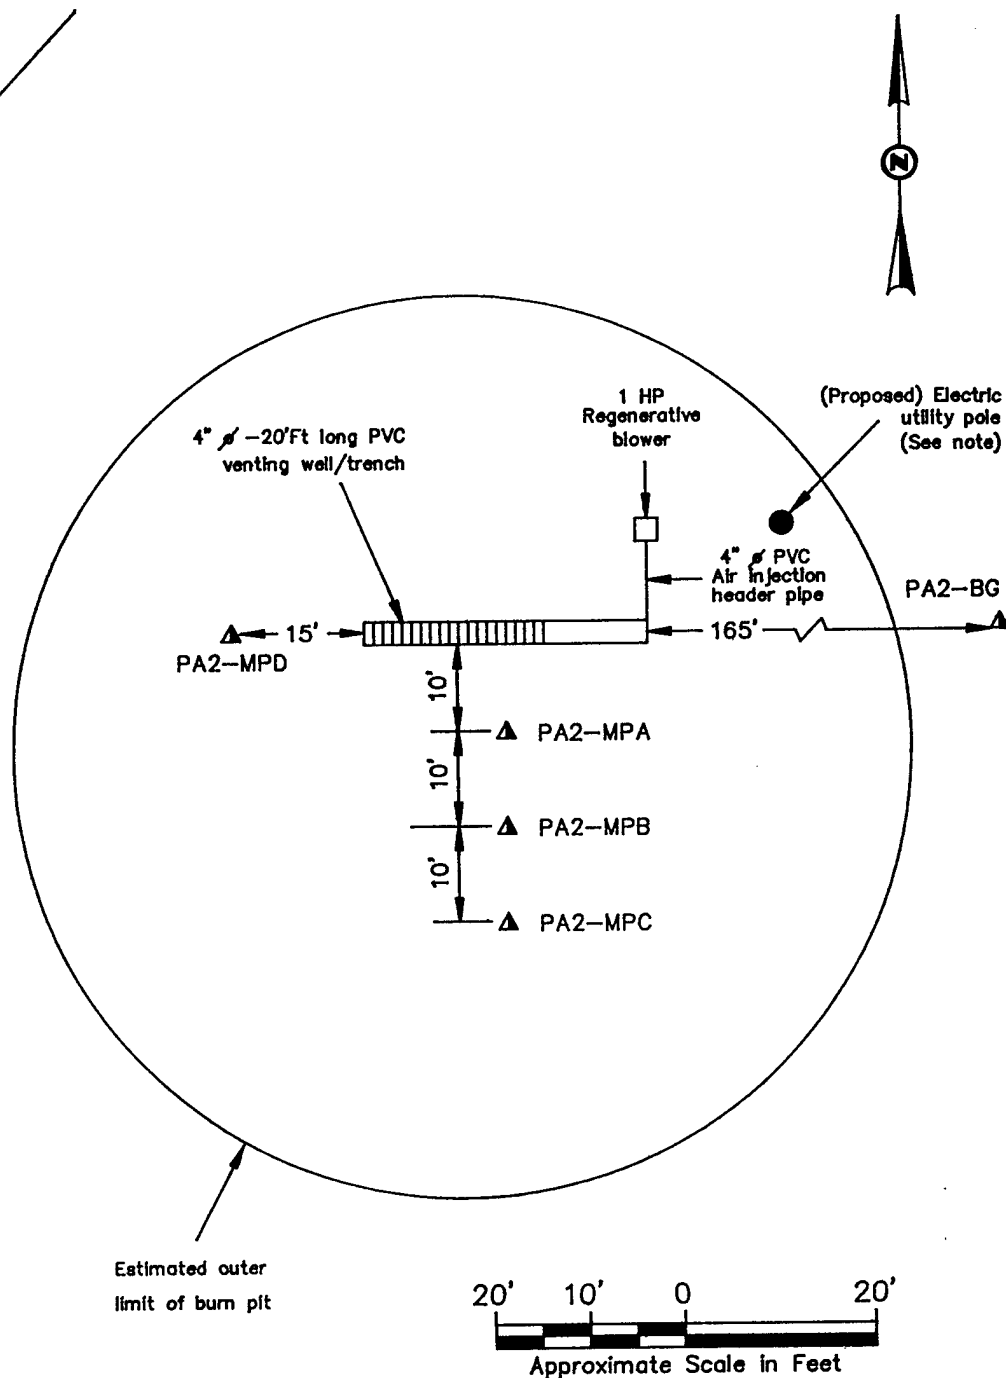 N
1 HP
Regenerative
blower
(Proposed) Electric
utility pole
(See note)
4" ø -20'Ft long PVC
venting well/trench
4" ø PVC
Air injection
header pipe
PA2-BG
15'
165'
PA2-MPD
10'
PA2-MPA
10'
PA2-MPB
10'
PA2-MPC
Estimated outer
limit of burn pit
20' 10' 0 20'
Approximate Scale in Feet